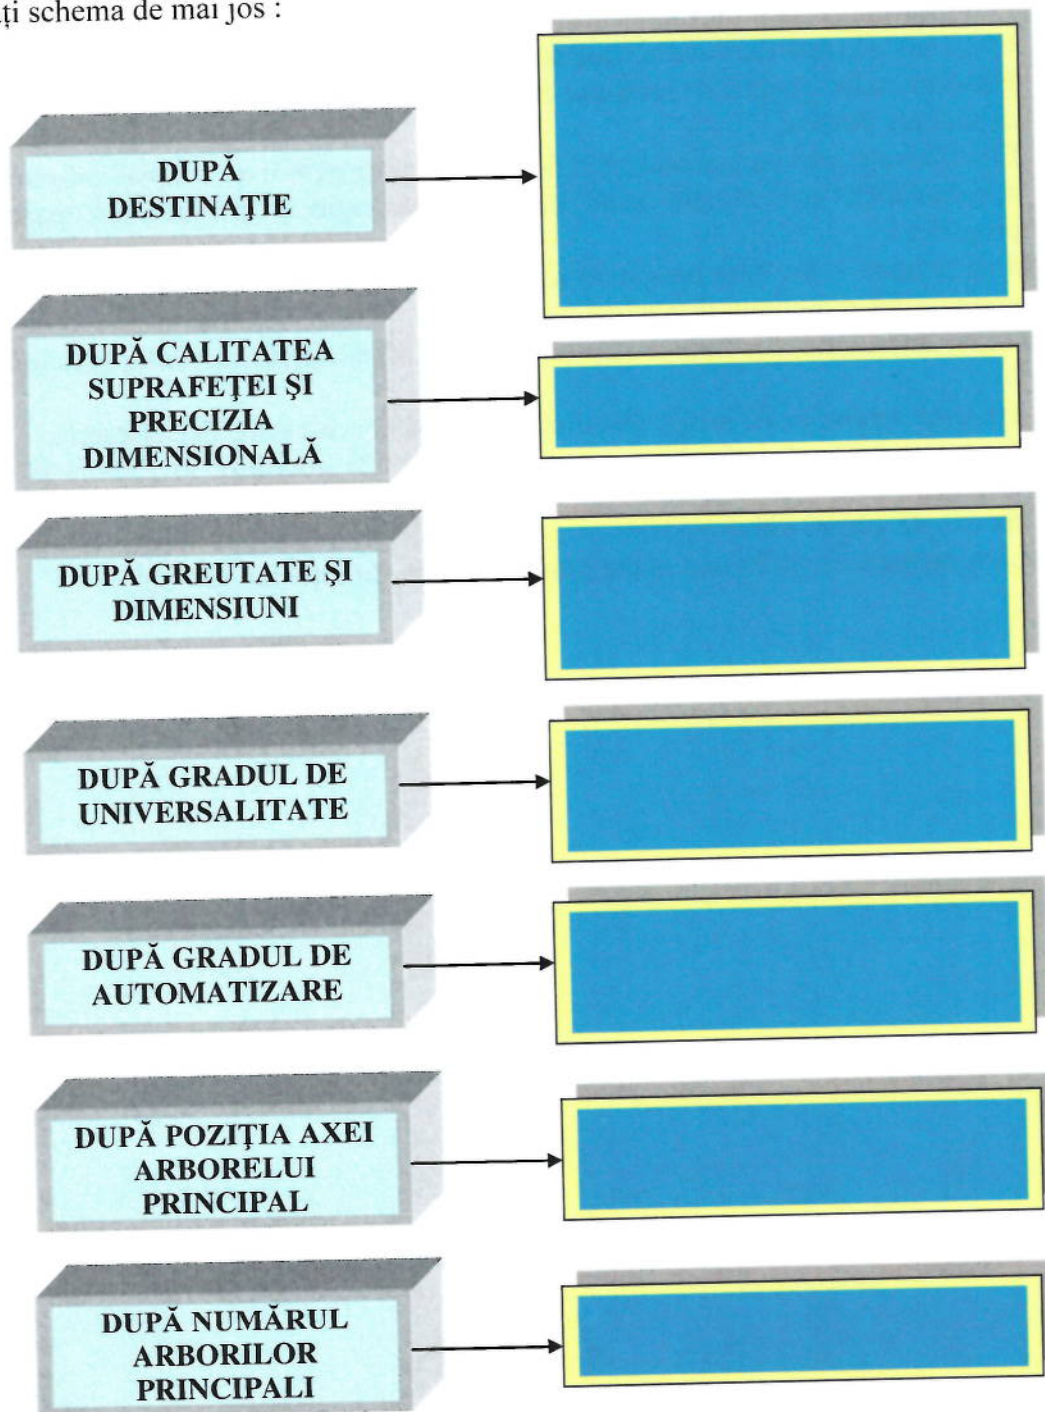 schema de mai jos :
DUPĂ
DESTINAŢIE
DUPĂ CALITATEA
SUPRAFEŢEI ŞI
PRECIZIA
DIMENSIONALĂ
DUPĂ GREUTATE ŞI
DIMENSIUNI
DUPĂ GRADUL DE
UNIVERSALITATE
DUPĂ GRADUL DE
AUTOMATIZARE
DUPĂ POZIŢIA AXEI
ARBORELUI
PRINCIPAL
DUPĂ NUMĂRUL
ARBORILOR
PRINCIPALI